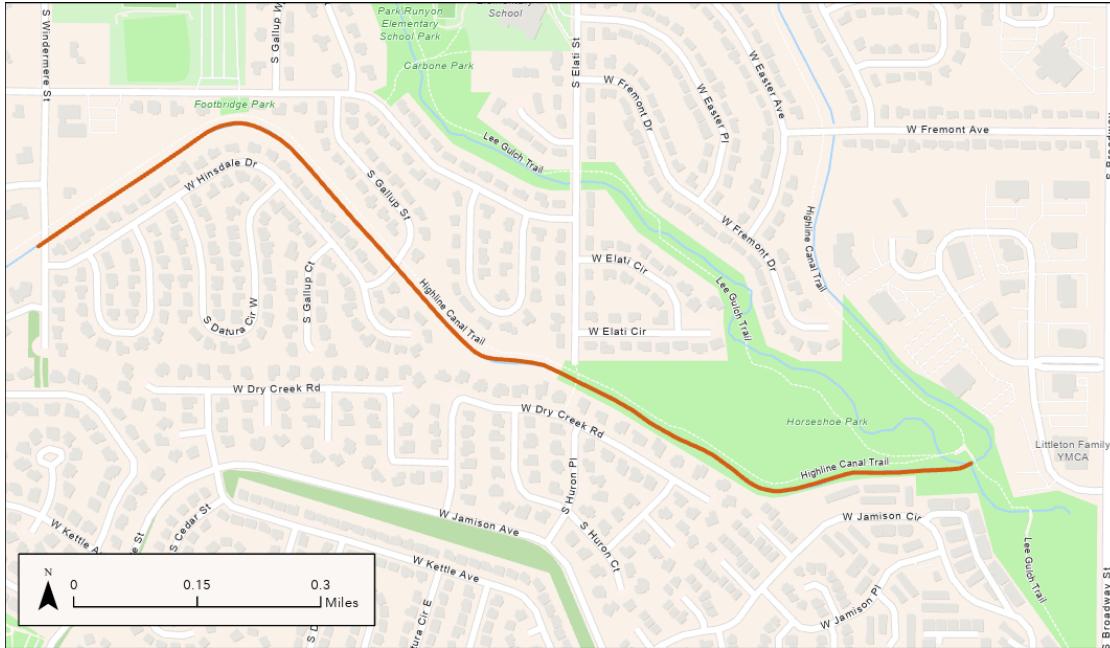 S Windermere St
S Gallup W
Park Runyon
Elementary
School Park
School
Carbone Park
S Elati St
Footbridge Park
W Fremont Dr
W Easter Pl
W Easter Ave
W Fremont Ave
Lee Gulch Trail
W Hinsdale Dr
S Gallup St
W Fremont Dr
Highline Canal Trail
S Datura Cir W
S Gallup Ct
Highline Canal Trail
W Elati Cir
Lee Gulch Trail
W Elati Cir
W Dry Creek Rd
W Dry Creek Rd
Horseshoe Park
Littleton Family
YMCA
Highline Canal Trail
S Huron Pl
W Jamison Ave
S Cedar St
W Kettle Av
W Jamison Cir
S Huron Ct
W Kettle Ave
Lee Gulch Trail
W Jamison Pl
S Broadway St
N
0 0.15 0.3
Miles